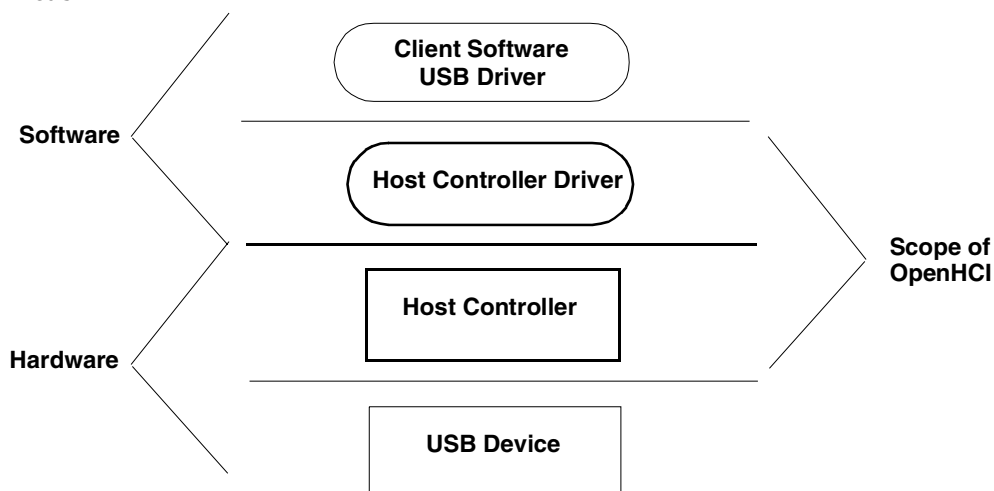 Client Software
USB Driver
Software
Host Controller Driver
Scope of
OpenHCI
Host Controller
Hardware
USB Device